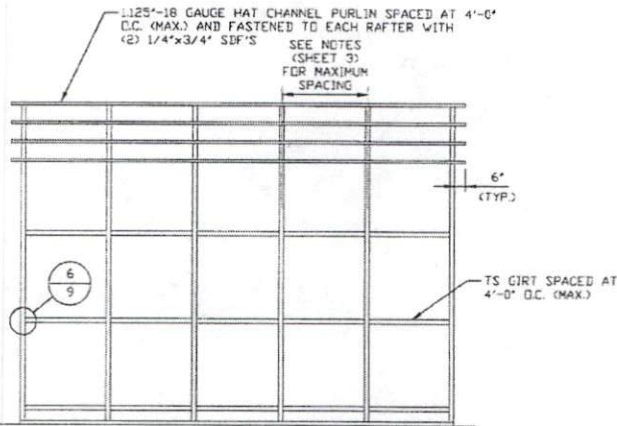 1.125"-18 GAUGE HAT CHANNEL PURLIN SPACED AT 4'-0"
O.C. (MAX.) AND FASTENED TO EACH RAFTER WITH
(2) 1/4"x3/4" SDF'S
SEE NOTES
(SHEET 3)
FOR MAXIMUM
SPACING
6"
(TYP.)
6
9
TS GIRT SPACED AT
4'-0" O.C. (MAX.)